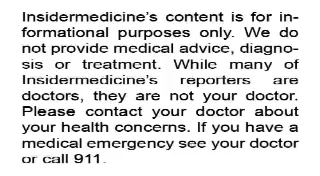 Insidermedicine's content is for in-
formational purposes only. We do
not provide medical advice, diagno-
sis or treatment. While many of
Insidermedicine's reporters are
doctors, they are not your doctor.
Please contact your doctor about
your health concerns. If you have a
medical emergency see your doctor
or call 911.